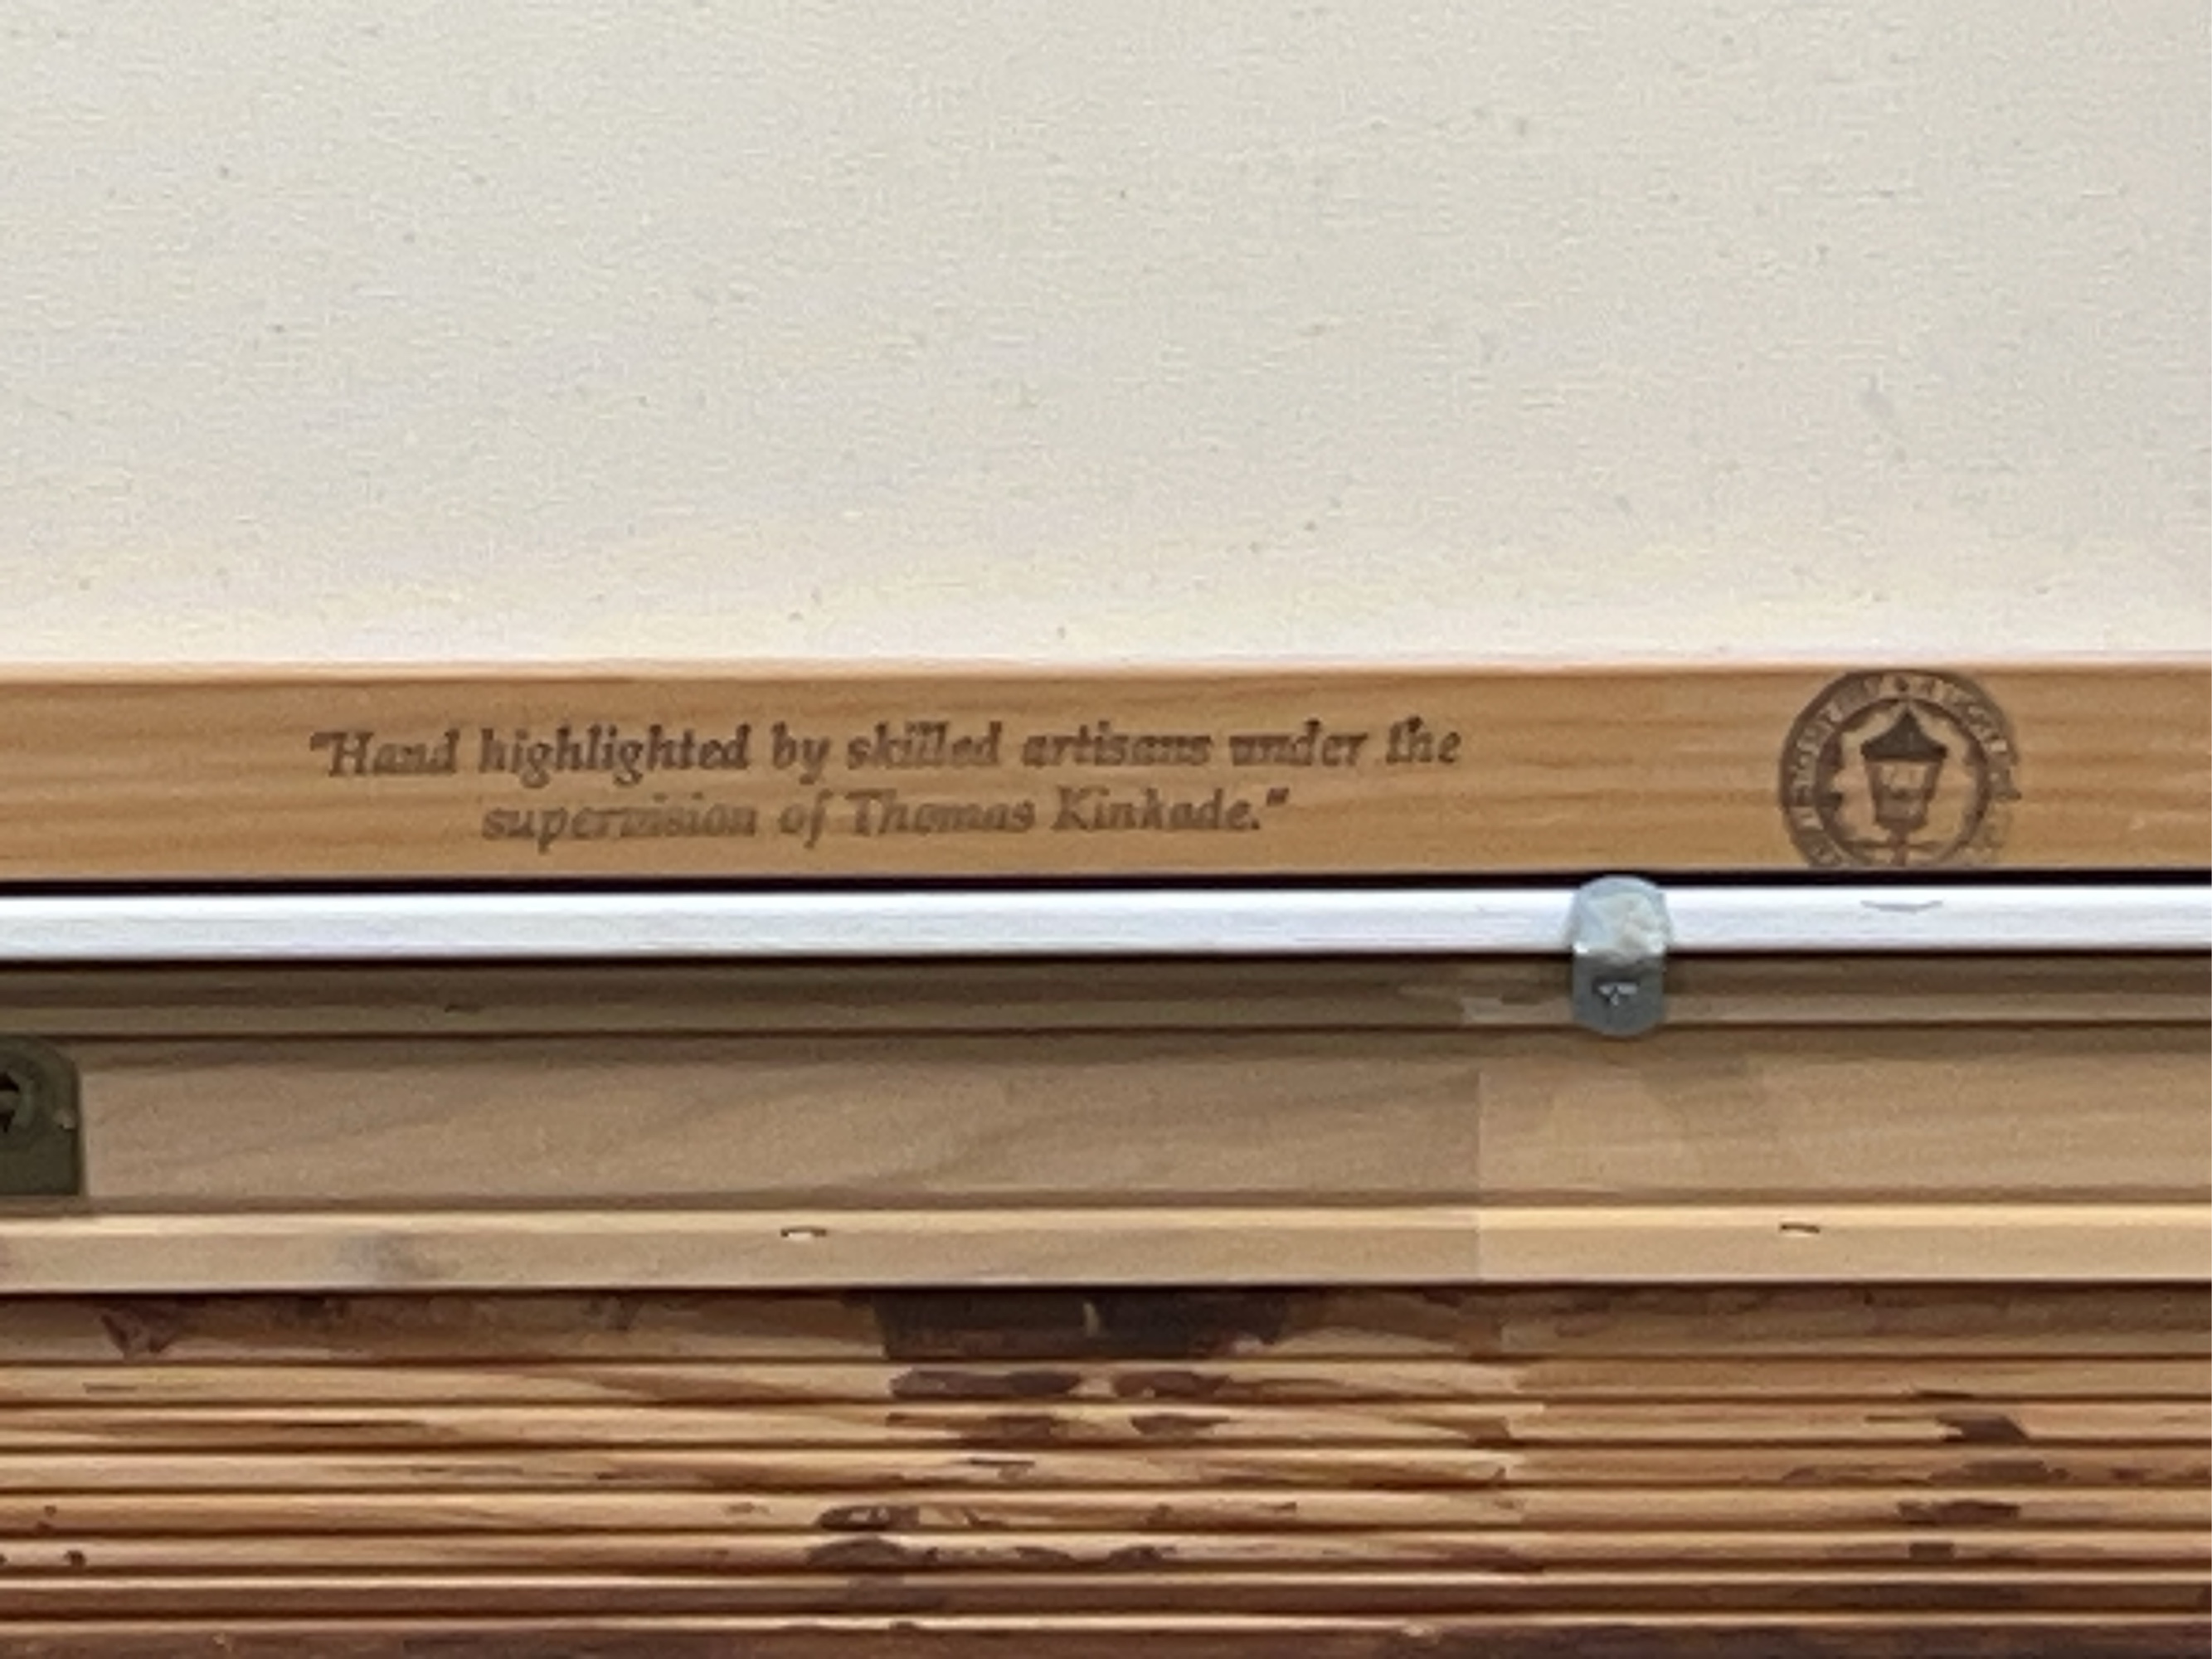 "Hand highlighted by skilled artisans under the
supervision of Thomas Kinkade."